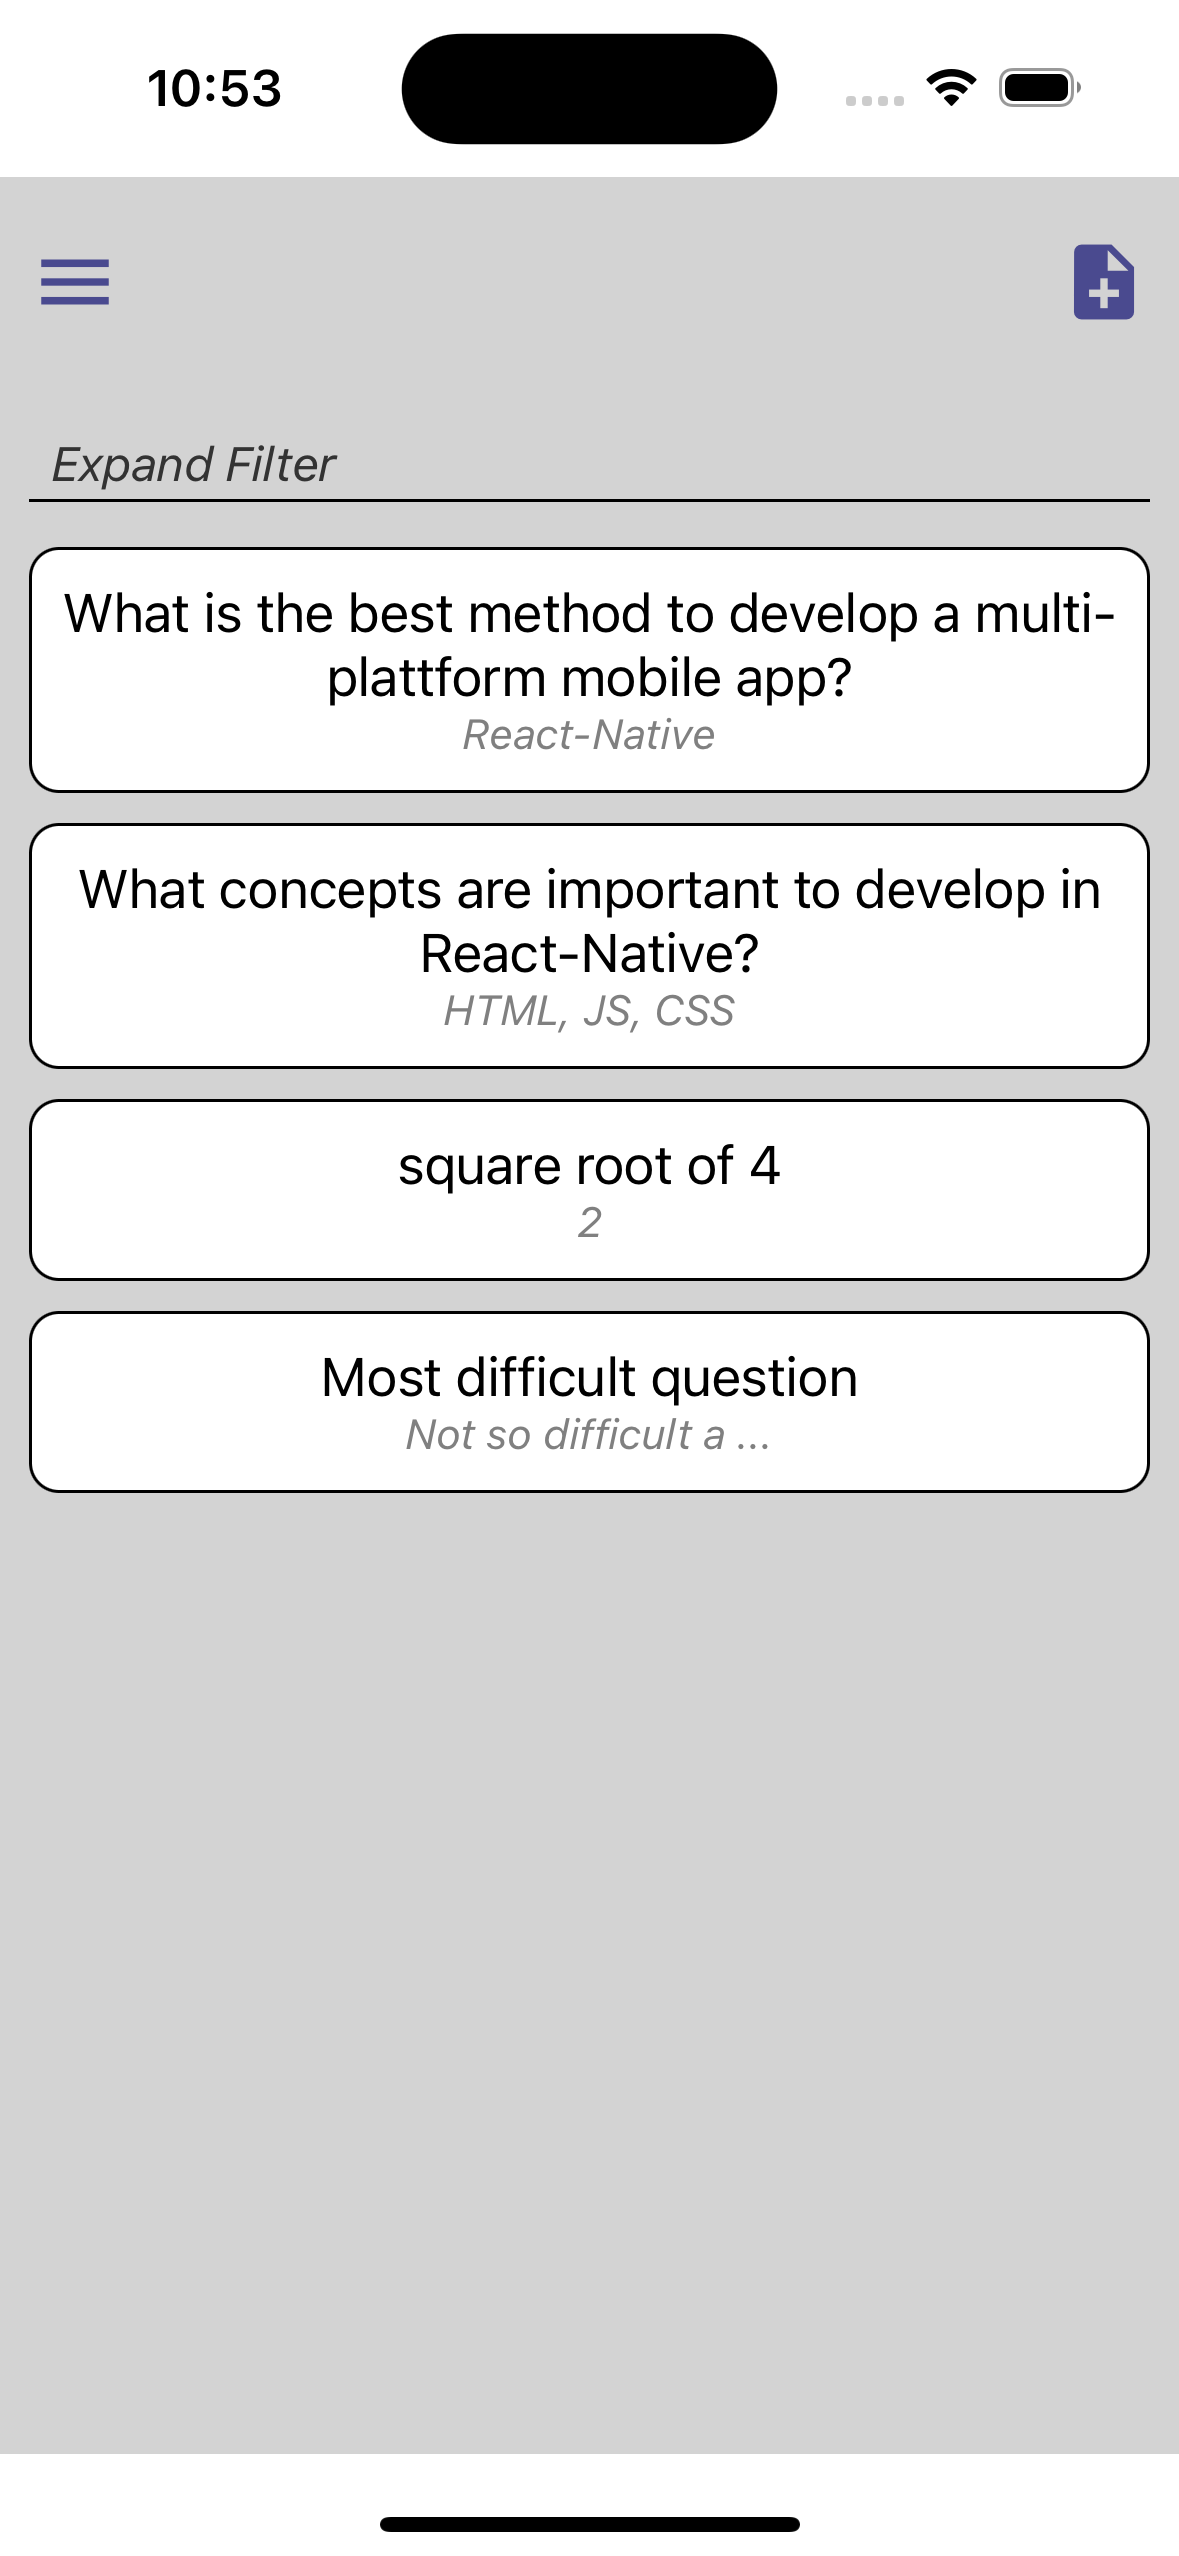 10:53
Expand Filter
What is the best method to develop a multi-
plattform mobile app?
React-Native
What concepts are important to develop in
React-Native?
HTML, JS, CSS
square root of 4
2
Most difficult question
Not so difficult a ...